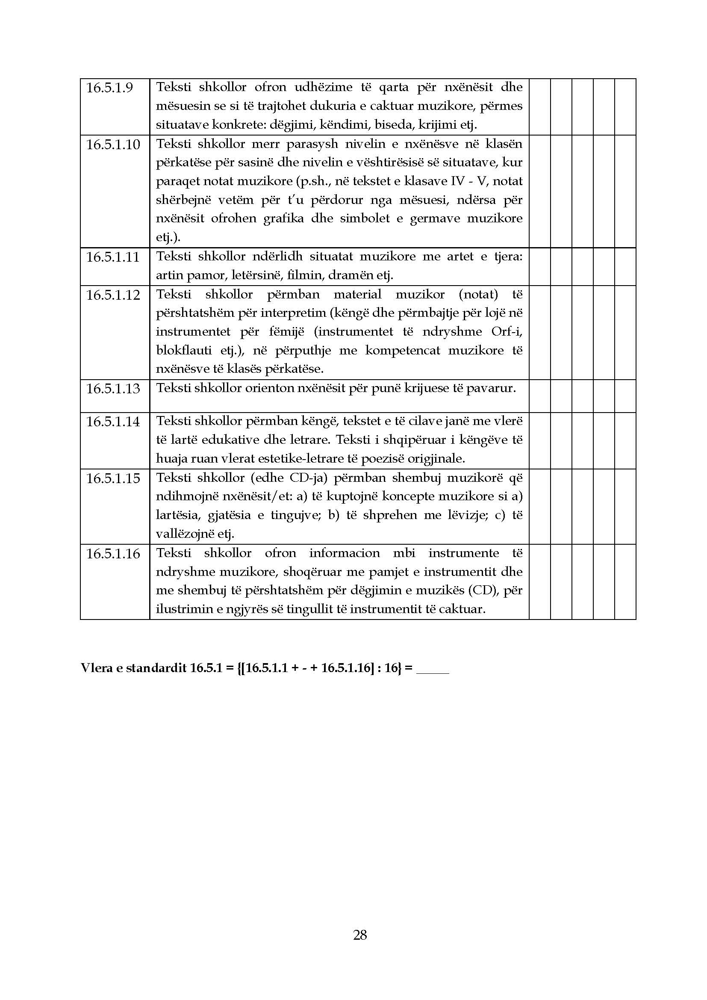 16.5.1.9 Teksti shkollor ofron udhëzime të qarta për nxënësit dhe
mësuesin se si të trajtohet dukuria e caktuar muzikore, përmes
situatave konkrete: dëgjimi, këndimi, biseda, krijimi etj.
16.5.1.10 Teksti shkollor merr parasysh nivelin e nxënësve në klasën
përkatëse për sasinë dhe nivelin e vështirësisë së situatave, kur
paraqet notat muzikore (p.sh., në tekstet e klasave IV - V, notat
shërbejnë vetëm për t’u përdorur nga mësuesi, ndërsa për
nxënësit ofrohen grafika dhe simbolet e germave muzikore
etj.).
16.5.1.11 Teksti shkollor ndërlidh situatat muzikore me artet e tjera:
artin pamor, letërsinë, filmin, dramën etj.
16.5.1.12 Teksti shkollor përmban material muzikor (notat) të
përshtatshëm për interpretim (këngë dhe përmbajtje për lojë në
instrumentet për fëmijë (instrumentet të ndryshme Orf-i,
blokflauti etj.), në përputhje me kompetencat muzikore të
nxënësve të klasës përkatëse.
16.5.1.13 Teksti shkollor orienton nxënësit për punë krijuese të pavarur.
16.5.1.14 Teksti shkollor përmban këngë, tekstet e të cilave janë me vlerë
të lartë edukative dhe letrare. Teksti i shqipëruar i këngëve të
huaja ruan vlerat estetike-letrare të poezisë origjinale.
16.5.1.15 Teksti shkollor (edhe CD-ja) përmban shembuj muzikorë që
ndihmojnë nxënësit/et: a) të kuptojnë koncepte muzikore si a)
lartësia, gjatësia e tingujve; b) të shprehen me lëvizje; c) të
vallëzojnë etj.
16.5.1.16 Teksti shkollor ofron informacion mbi instrumente të
ndryshme muzikore, shoqëruar me pamjet e instrumentit dhe
me shembuj të përshtatshëm për dëgjimin e muzikës (CD), për
ilustrimin e ngjyrës së tingullit të instrumentit të caktuar.
Vlera e standardit 16.5.1 = {[16.5.1.1 + - + 16.5.1.16] : 16} = _____
28